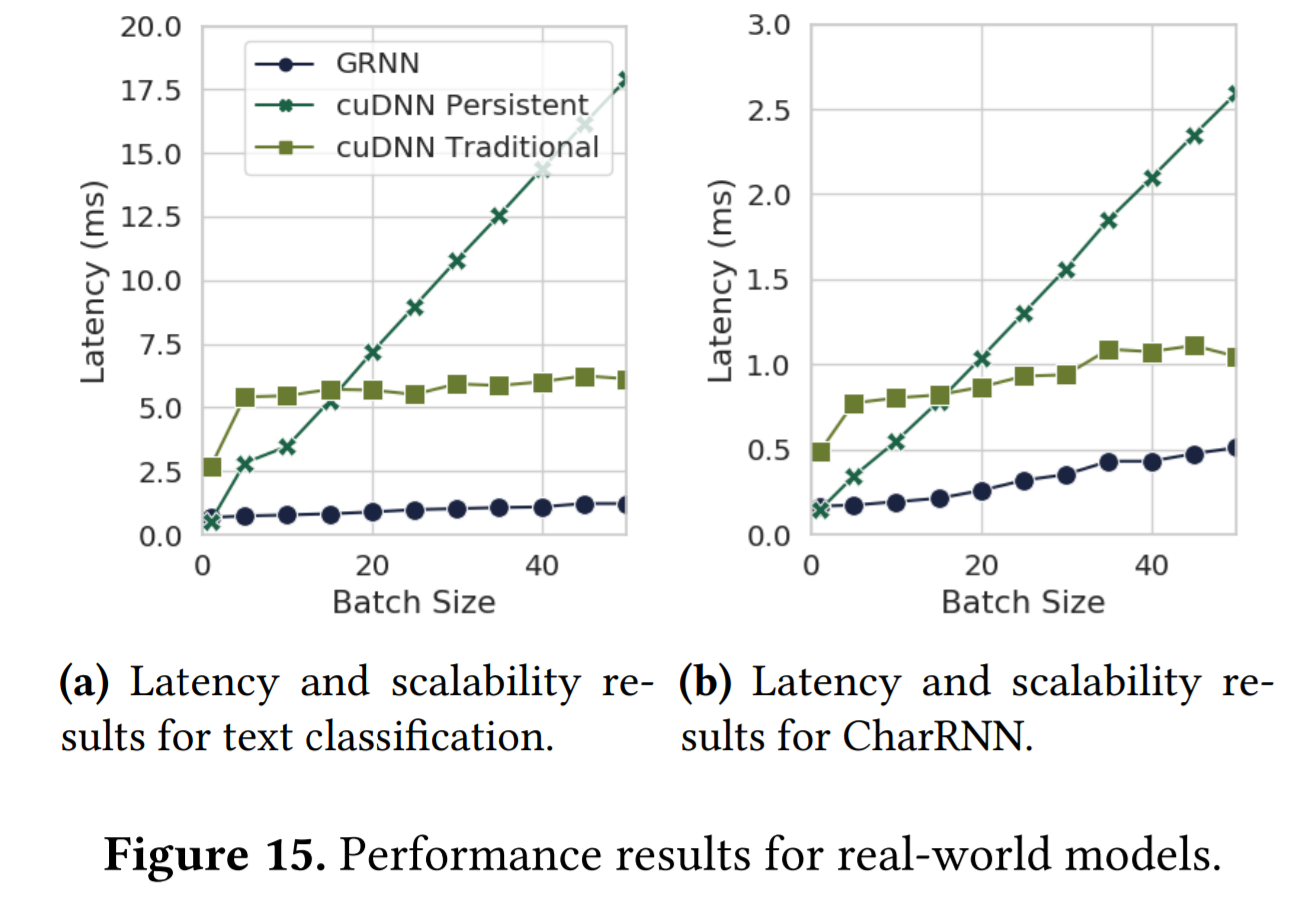 20.0
17.5
15.0
12.5
10.0
7.5
5.0
2.5
0.0
Latency (ms)
GRNN
cuDNN Persistent
cuDNN Traditional
0 20 40
Batch Size
3.0
2.5
2.0
1.5
1.0
0.5
0.0
Latency (ms)
0 20 40
Batch Size
(a) Latency and scalability re-
sults for text classification.
(b) Latency and scalability re-
sults for CharRNN.
Figure 15. Performance results for real-world models.